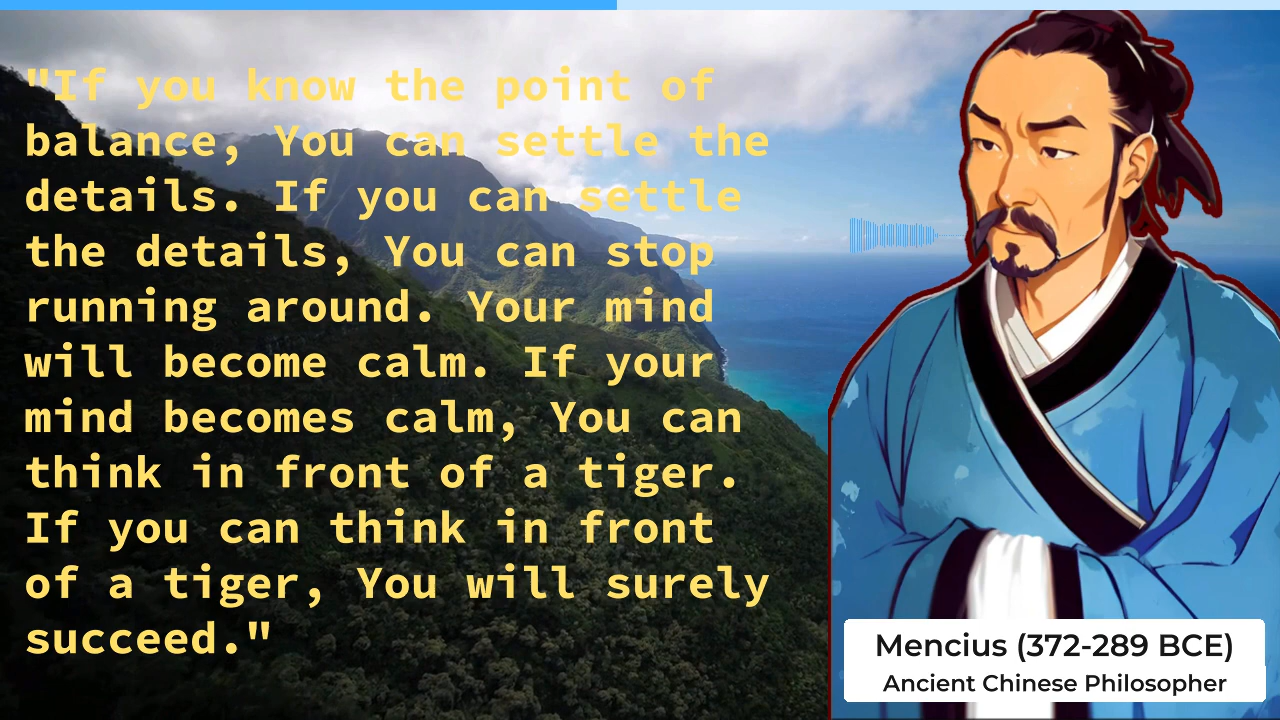 "If you know the point of
balance, You can settle the
details. If you can settle
the details, You can stop
running around. Your mind
will become calm. If your
mind becomes calm, You can
think in front of a tiger.
If you can think in front
of a tiger, You will surely
succeed."
Mencius (372-289 BCE)
Ancient Chinese Philosopher